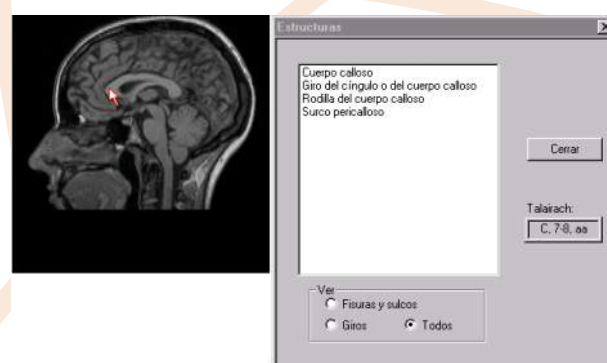 Estructuras
Cuerpo calloso
Giro del cíngulo o del cuerpo calloso
Rodilla del cuerpo calloso
Surco pericalloso
Cerrar
Talairach:
C, 7-8, aa
Ver
Fisuras y sulcos
Giros Todos